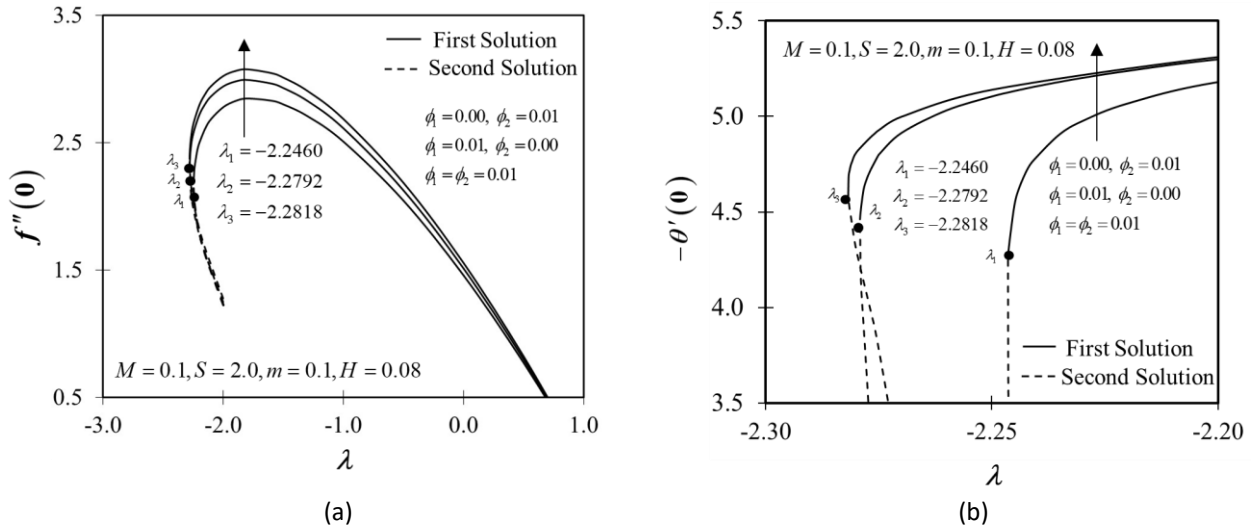 3.5
2.5
1.5
0.5
f''(0)
First Solution
Second Solution
ϕ₁ = 0.00, ϕ₂ = 0.01
ϕ₁ = 0.01, ϕ₂ = 0.00
ϕ₁ = ϕ₂ = 0.01
λ₃
λ₂
λ₁
λ₁ = −2.2460
λ₂ = −2.2792
λ₃ = −2.2818
M = 0.1, S = 2.0, m = 0.1, H = 0.08
-3.0 -2.0 -1.0 0.0 1.0
λ
(a)
5.5
5.0
4.5
4.0
3.5
−θ'(0)
M = 0.1, S = 2.0, m = 0.1, H = 0.08
λ₃
λ₂
λ₁
λ₁ = −2.2460
λ₂ = −2.2792
λ₃ = −2.2818
ϕ₁ = 0.00, ϕ₂ = 0.01
ϕ₁ = 0.01, ϕ₂ = 0.00
ϕ₁ = ϕ₂ = 0.01
First Solution
Second Solution
-2.30 -2.25 -2.20
λ
(b)